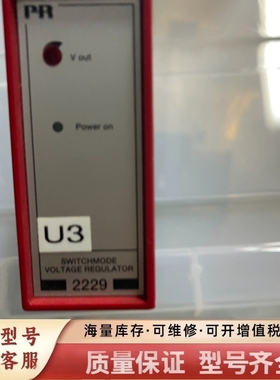 PR
V out
Power on
U3
SWITCHMODE
VOLTAGE REGULATOR
2229
型号
客服
海量库存·可维修·可开增值税
质量保证 型号齐全